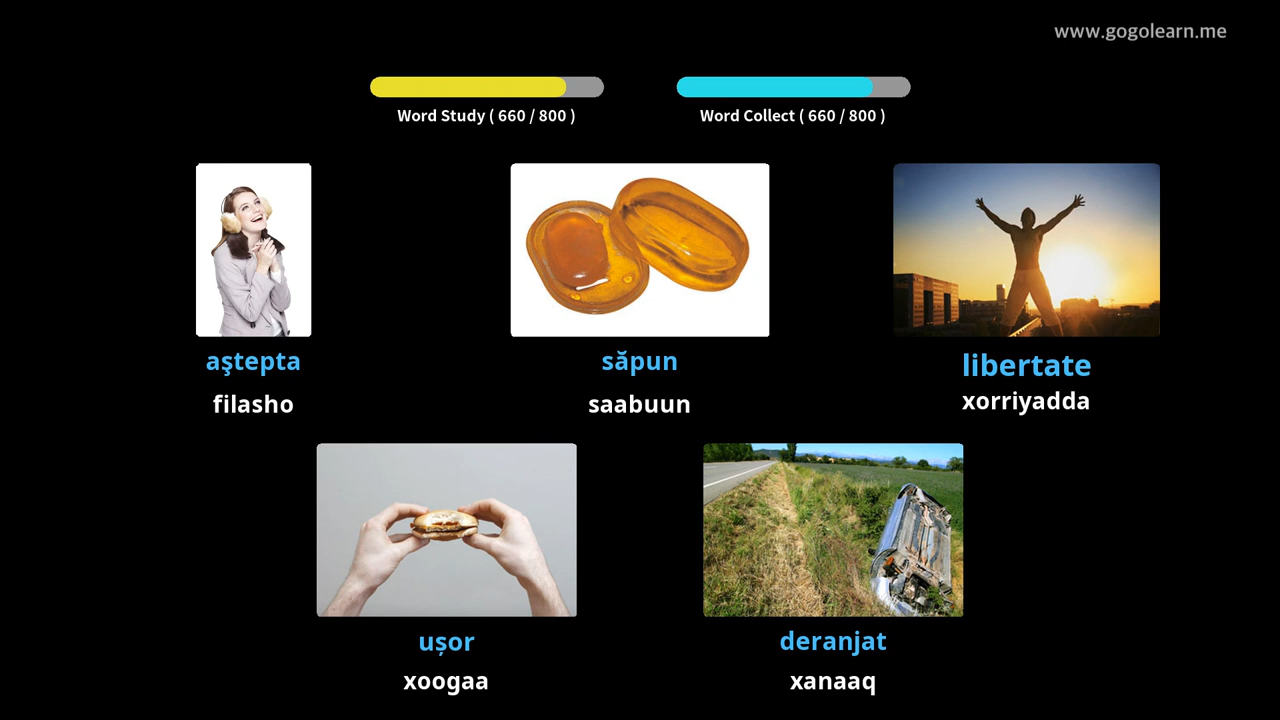 www.gogolearn.me
Word Study ( 660 / 800 )
Word Collect ( 660 / 800 )
aştepta
săpun
libertate
filasho
saabuun
xorriyadda
ușor
deranjat
xoogaa
xanaaq